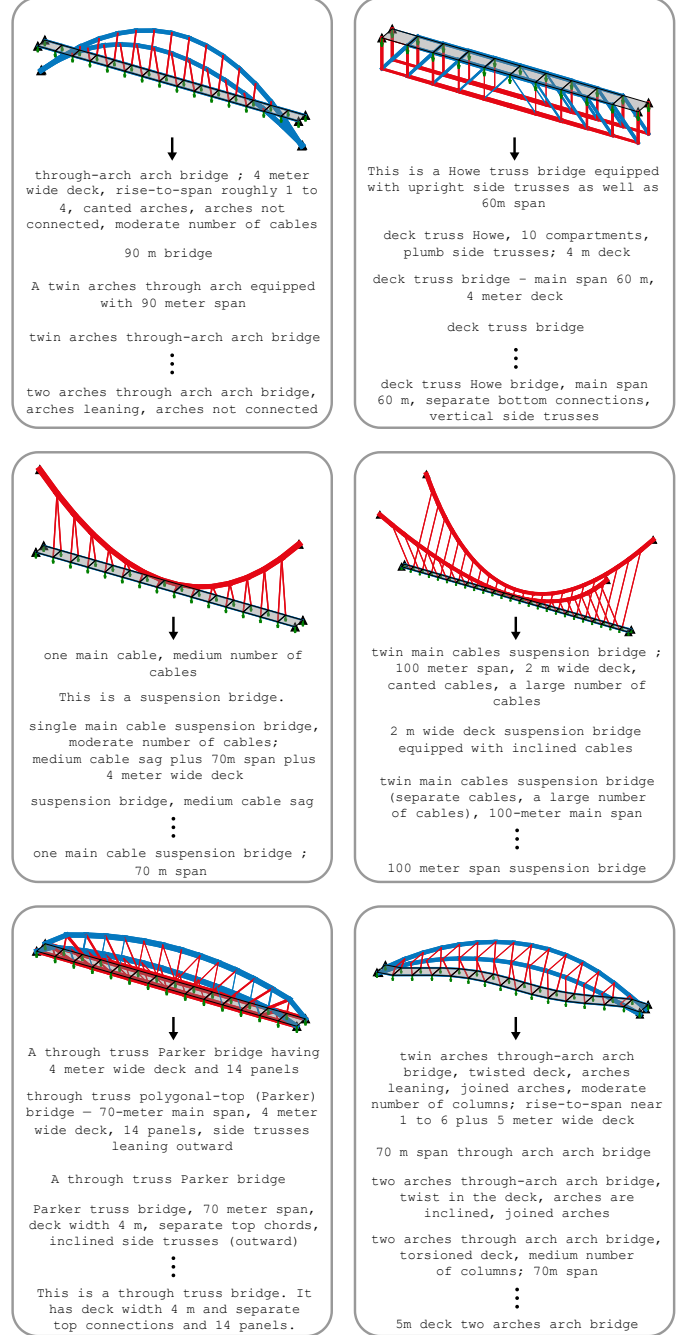 through-arch arch bridge ; 4 meter
wide deck, rise-to-span roughly 1 to
4, canted arches, arches not
connected, moderate number of cables
90 m bridge
A twin arches through arch equipped
with 90 meter span
twin arches through-arch arch bridge
two arches through arch arch bridge,
arches leaning, arches not connected
This is a Howe truss bridge equipped
with upright side trusses as well as
60m span
deck truss Howe, 10 compartments,
plumb side trusses; 4 m deck
deck truss bridge – main span 60 m,
4 meter deck
deck truss bridge
deck truss Howe bridge, main span
60 m, separate bottom connections,
vertical side trusses
one main cable, medium number of
cables
This is a suspension bridge.
single main cable suspension bridge,
moderate number of cables;
medium cable sag plus 70m span plus
4 meter wide deck
suspension bridge, medium cable sag
one main cable suspension bridge ;
70 m span
twin main cables suspension bridge ;
100 meter span, 2 m wide deck,
canted cables, a large number of
cables
2 m wide deck suspension bridge
equipped with inclined cables
twin main cables suspension bridge
(separate cables, a large number
of cables), 100-meter main span
100 meter span suspension bridge
A through truss Parker bridge having
4 meter wide deck and 14 panels
through truss polygonal-top (Parker)
bridge — 70-meter main span, 4 meter
wide deck, 14 panels, side trusses
leaning outward
A through truss Parker bridge
Parker truss bridge, 70 meter span,
deck width 4 m, separate top chords,
inclined side trusses (outward)
This is a through truss bridge. It
has deck width 4 m and separate
top connections and 14 panels.
twin arches through-arch arch
bridge, twisted deck, arches
leaning, joined arches, moderate
number of columns; rise-to-span near
1 to 6 plus 5 meter wide deck
70 m span through arch arch bridge
two arches through-arch arch bridge,
twist in the deck, arches are
inclined, joined arches
two arches through arch arch bridge,
torsioned deck, medium number
of columns; 70m span
5m deck two arches arch bridge